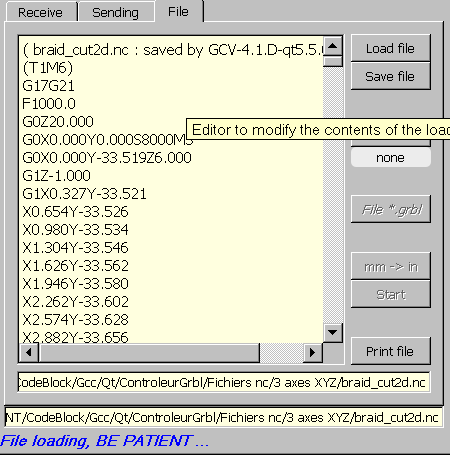 Receive Sending File
( braid_cut2d.nc : saved by GCV-4.1.D-qt5.5.
(T1M6)
G17G21
F1000.0
G0Z20.000
G0X0.000Y0.000S8000M3
G0X0.000Y-33.519Z6.000
G1Z-1.000
G1X0.327Y-33.521
X0.654Y-33.526
X0.980Y-33.534
X1.304Y-33.546
X1.626Y-33.562
X1.946Y-33.580
X2.262Y-33.602
X2.574Y-33.628
X2.882Y-33.656
Load file
Save file
Editor to modify the contents of the load
none
File *.grbl
mm -> in
Start
Print file
CodeBlock/Gcc/Qt/ControleurGrbl/Fichiers nc/3 axes XYZ/braid_cut2d.nc
NT/CodeBlock/Gcc/Qt/ControleurGrbl/Fichiers nc/3 axes XYZ/braid_cut2d.nc
File loading, BE PATIENT ...